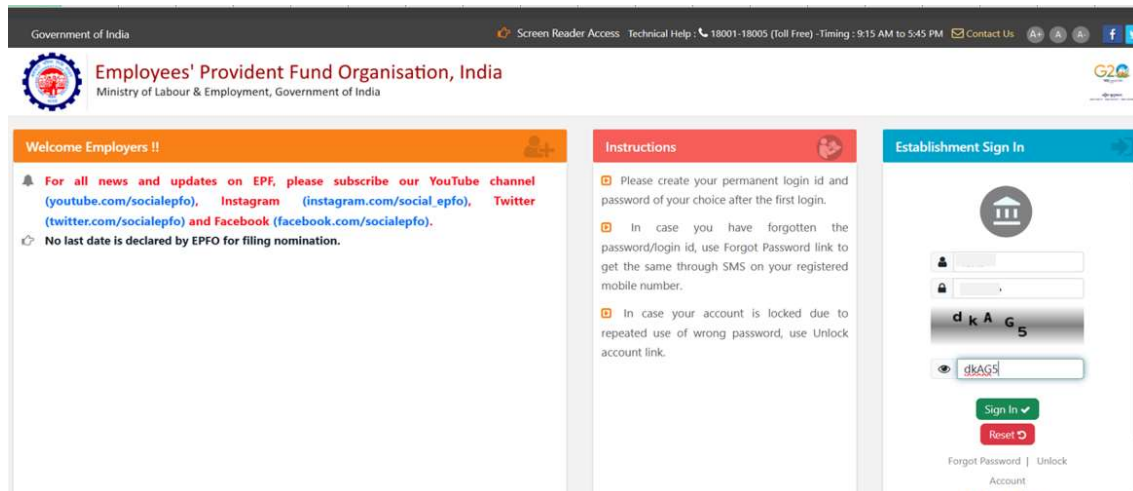 Government of India
Screen Reader Access Technical Help : 18001-18005 (Toll Free) -Timing : 9:15 AM to 5:45 PM Contact Us A+ A A-
Employees' Provident Fund Organisation, India
Ministry of Labour & Employment, Government of India
G20
Welcome Employers !!
For all news and updates on EPF, please subscribe our YouTube channel
(youtube.com/socialepfo), Instagram (instagram.com/social_epfo), Twitter
(twitter.com/socialepfo) and Facebook (facebook.com/socialepfo).
No last date is declared by EPFO for filing nomination.
Instructions
Please create your permanent login id and
password of your choice after the first login.
In case you have forgotten the
password/login id, use Forgot Password link to
get the same through SMS on your registered
mobile number.
In case your account is locked due to
repeated use of wrong password, use Unlock
account link.
Establishment Sign In
dkAG5
dkAG5
Sign In
Reset
Forgot Password | Unlock
Account